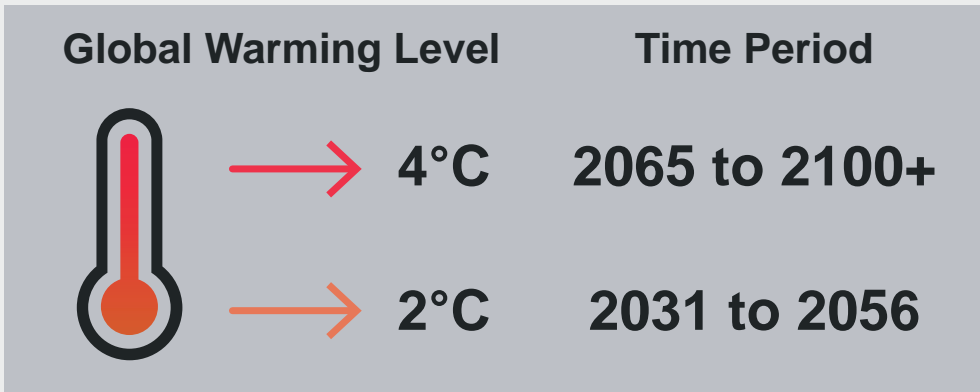 Global Warming Level Time Period
4°C 2065 to 2100+
2°C 2031 to 2056